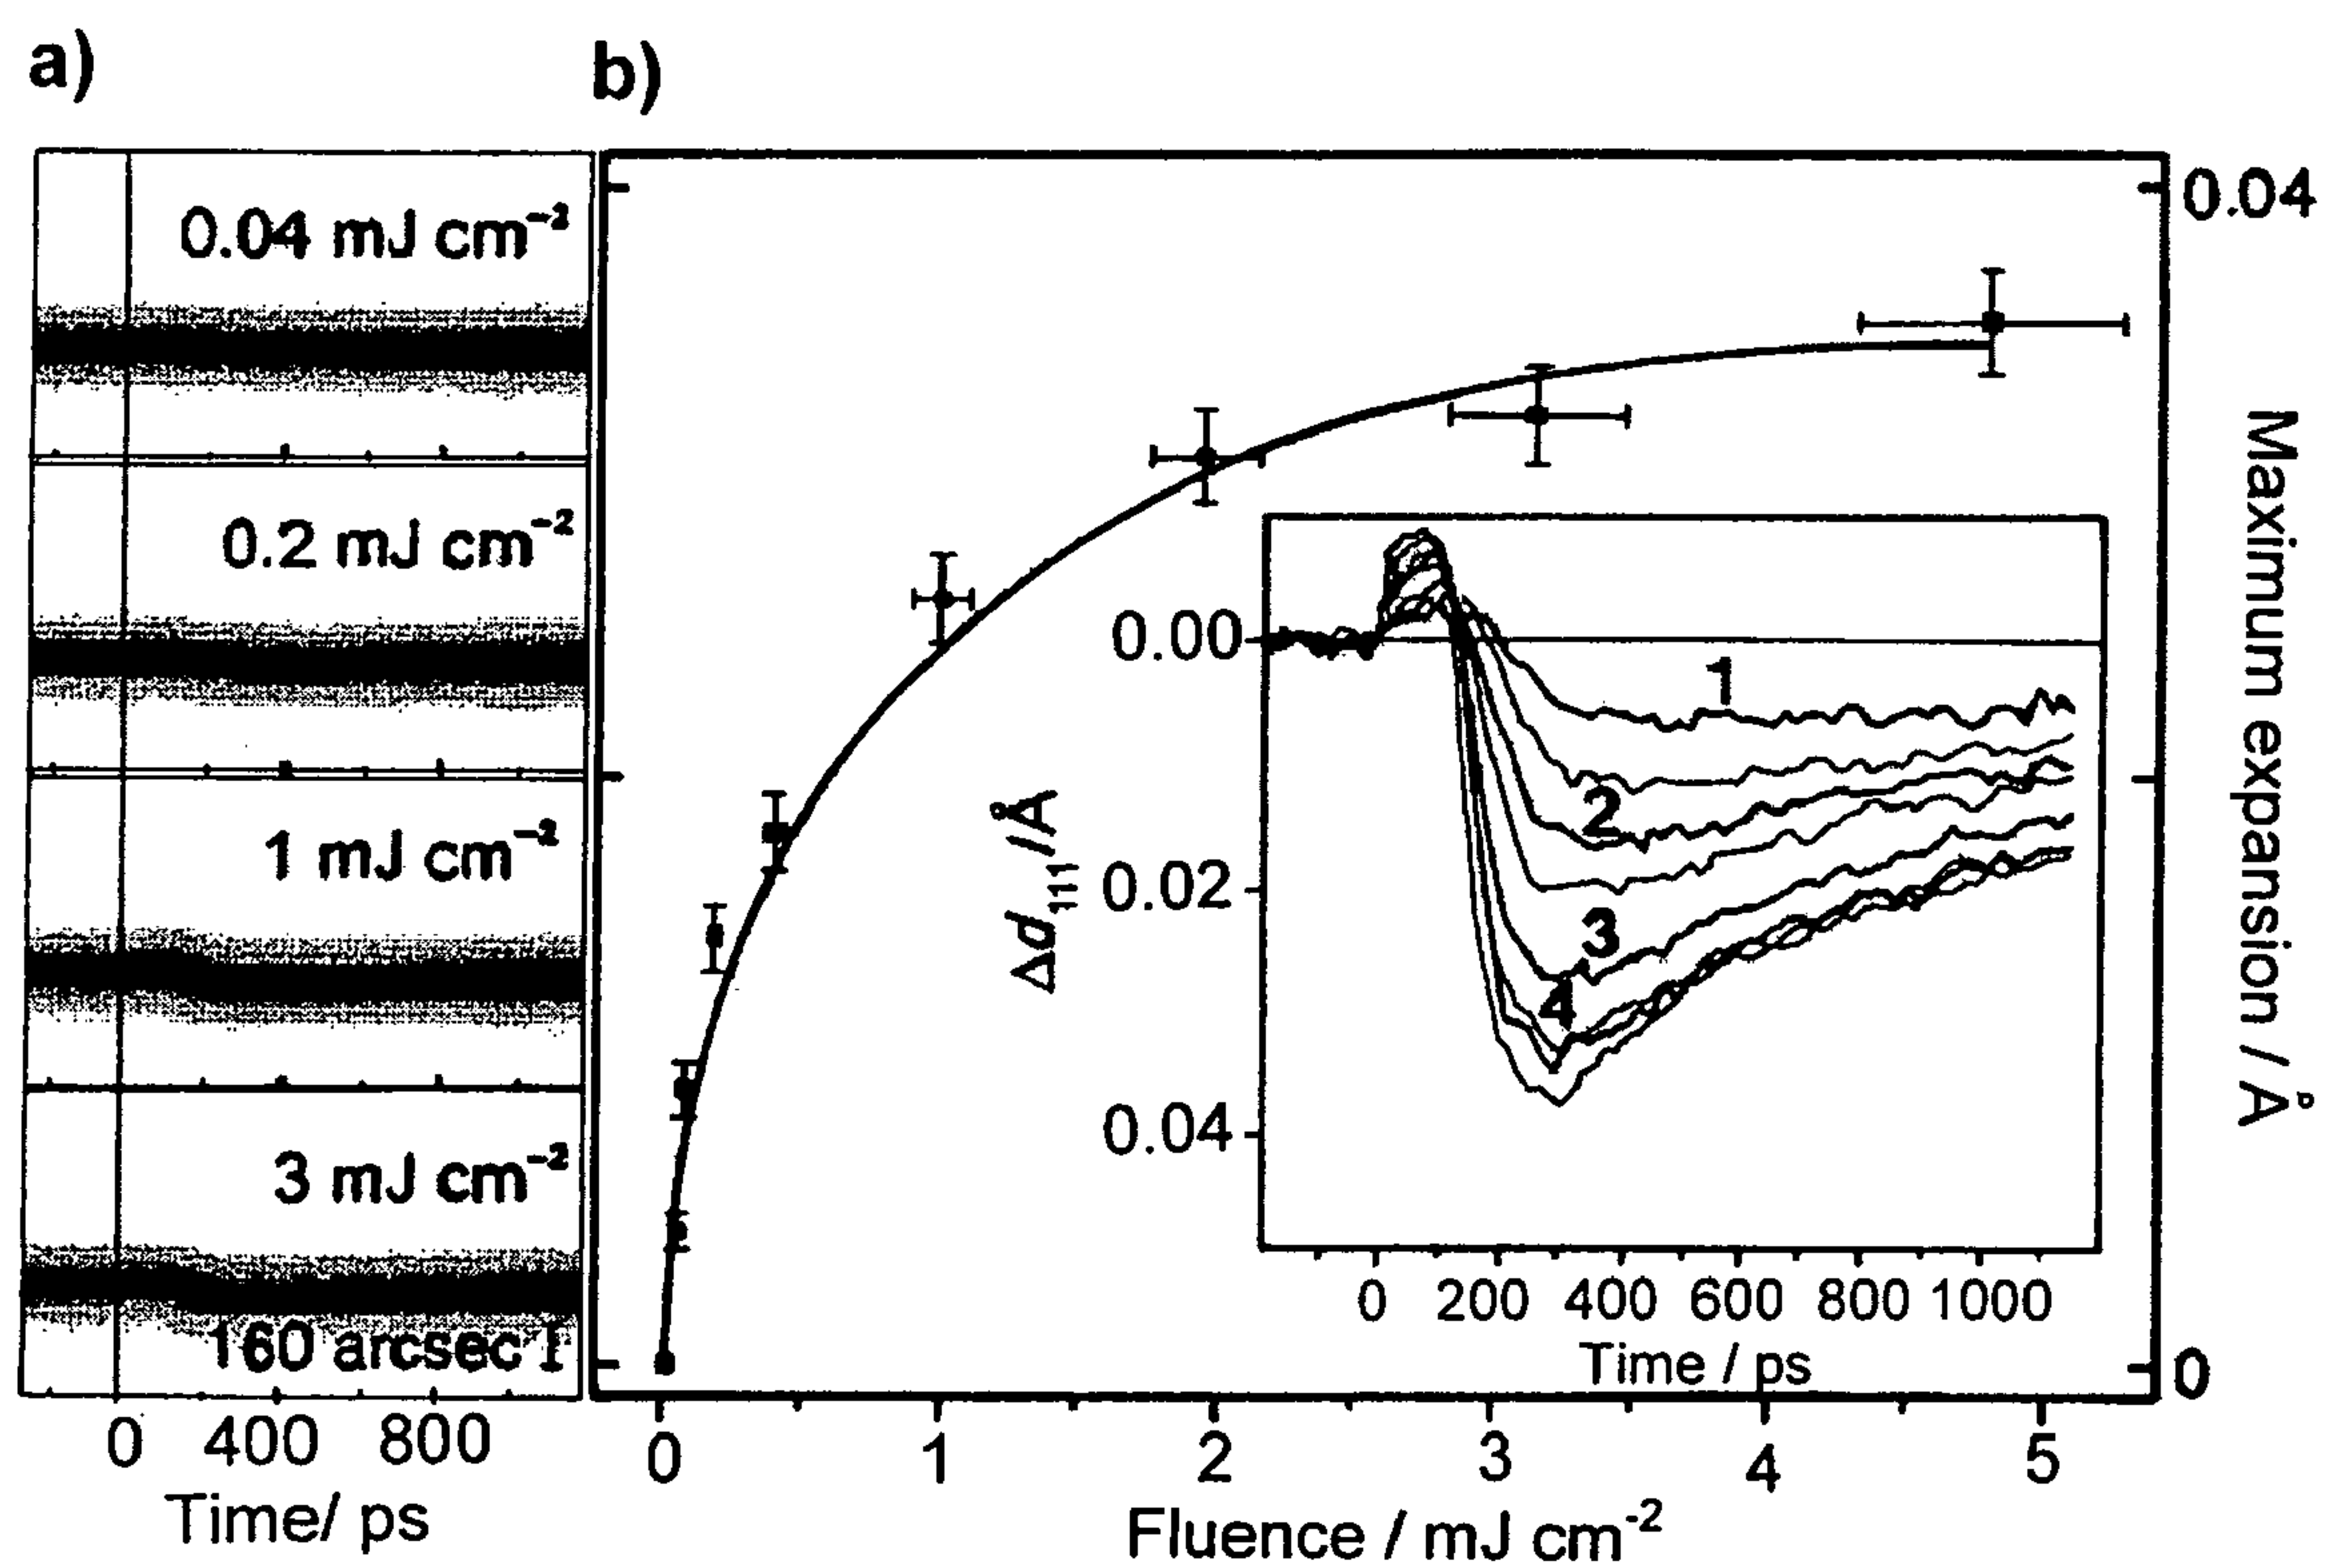 a)
0.04 mJ cm⁻²
0.2 mJ cm⁻²
1 mJ cm⁻²
3 mJ cm⁻²
160 arcsec I
0 400 800
Time/ ps
b)
0.04
0
Maximum expansion / Å
0 1 2 3 4 5
Fluence / mJ cm⁻²
0.00
0.02
0.04
Δd₁₁₁/Å
1
2
3
4
0 200 400 600 800 1000
Time / ps